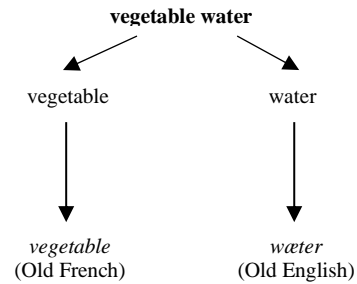 vegetable water
vegetable
water
vegetable
(Old French)
wæter
(Old English)